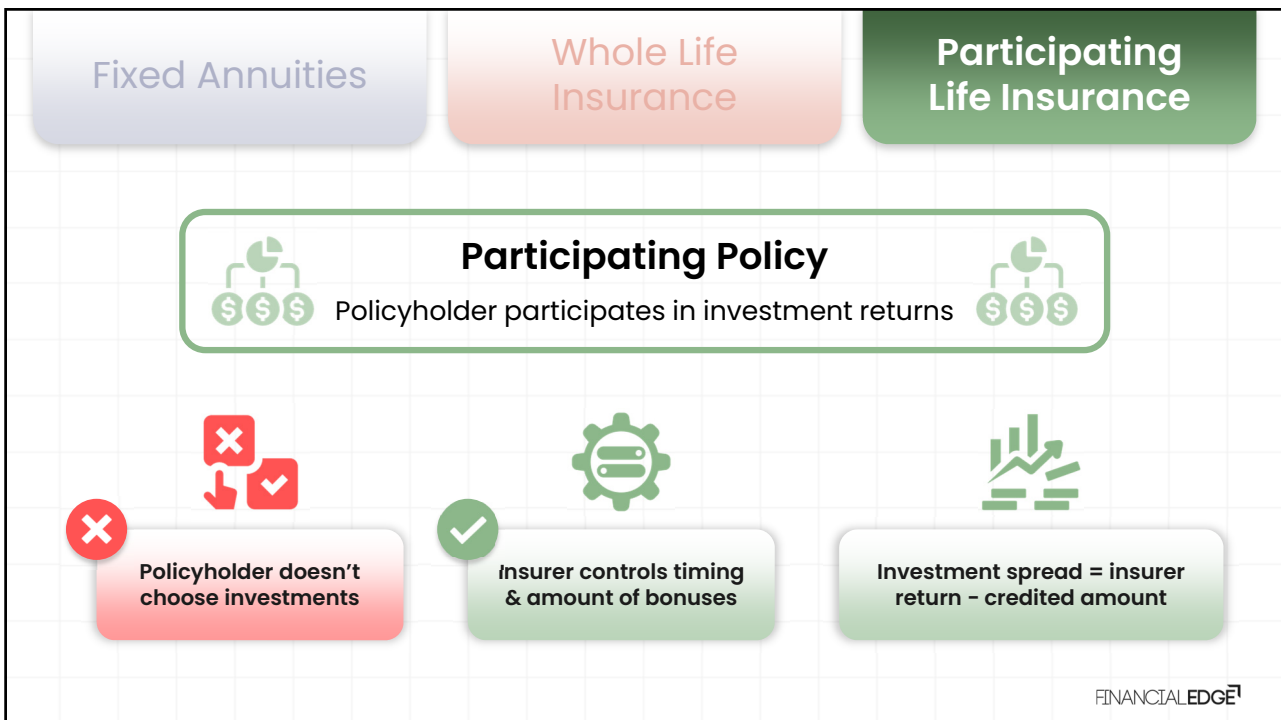 Fixed Annuities
Whole Life
Insurance
Participating
Life Insurance
Participating Policy
Policyholder participates in investment returns
$ $ $
$ $ $
Policyholder doesn't
choose investments
Insurer controls timing
& amount of bonuses
Investment spread = insurer
return - credited amount
FINANCIALEDGE